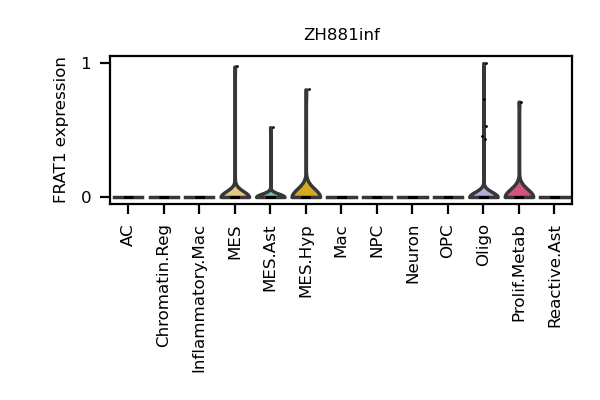 ZH881inf
FRAT1 expression
1
0
AC
Chromatin.Reg
Inflammatory.Mac
MES
MES.Ast
MES.Hyp
Mac
NPC
Neuron
OPC
Oligo
Prolif.Metab
Reactive.Ast